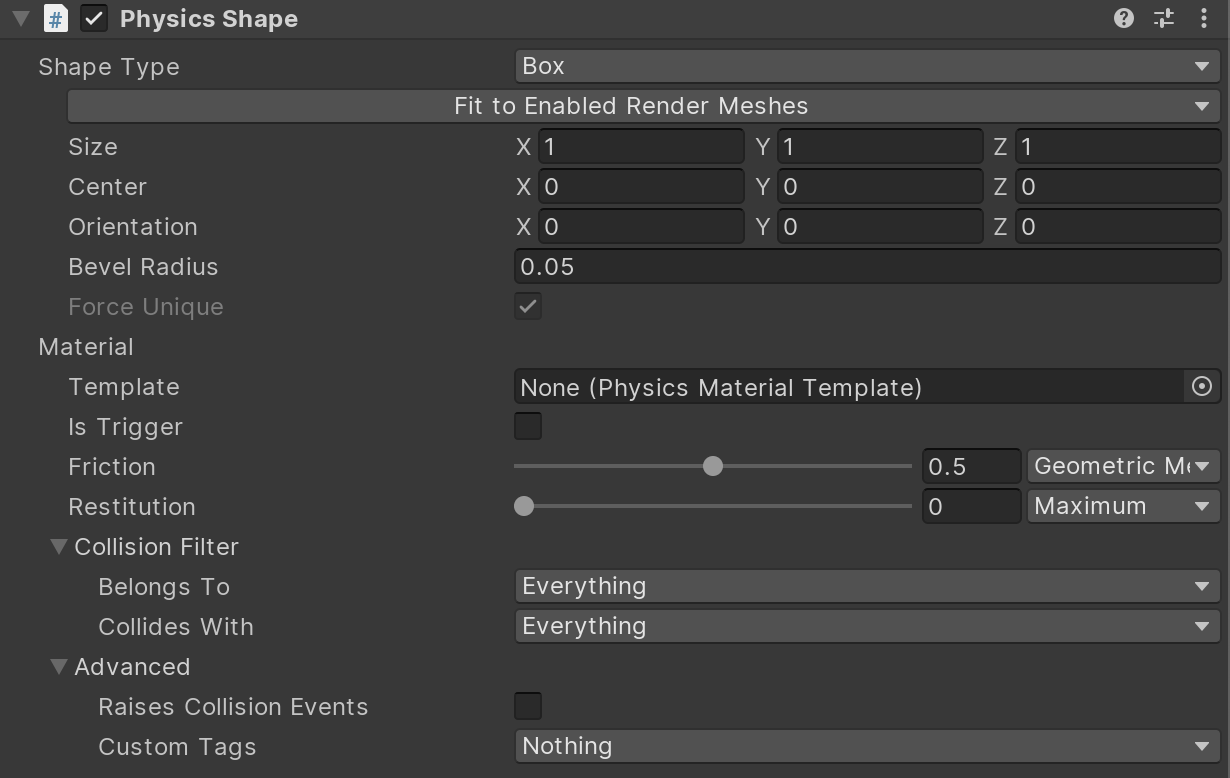 # Physics Shape
Shape Type Box
Fit to Enabled Render Meshes
Size X 1 Y 1 Z 1
Center X 0 Y 0 Z 0
Orientation X 0 Y 0 Z 0
Bevel Radius 0.05
Force Unique
Material
Template None (Physics Material Template)
Is Trigger
Friction 0.5 Geometric Me
Restitution 0 Maximum
Collision Filter
Belongs To Everything
Collides With Everything
Advanced
Raises Collision Events
Custom Tags Nothing